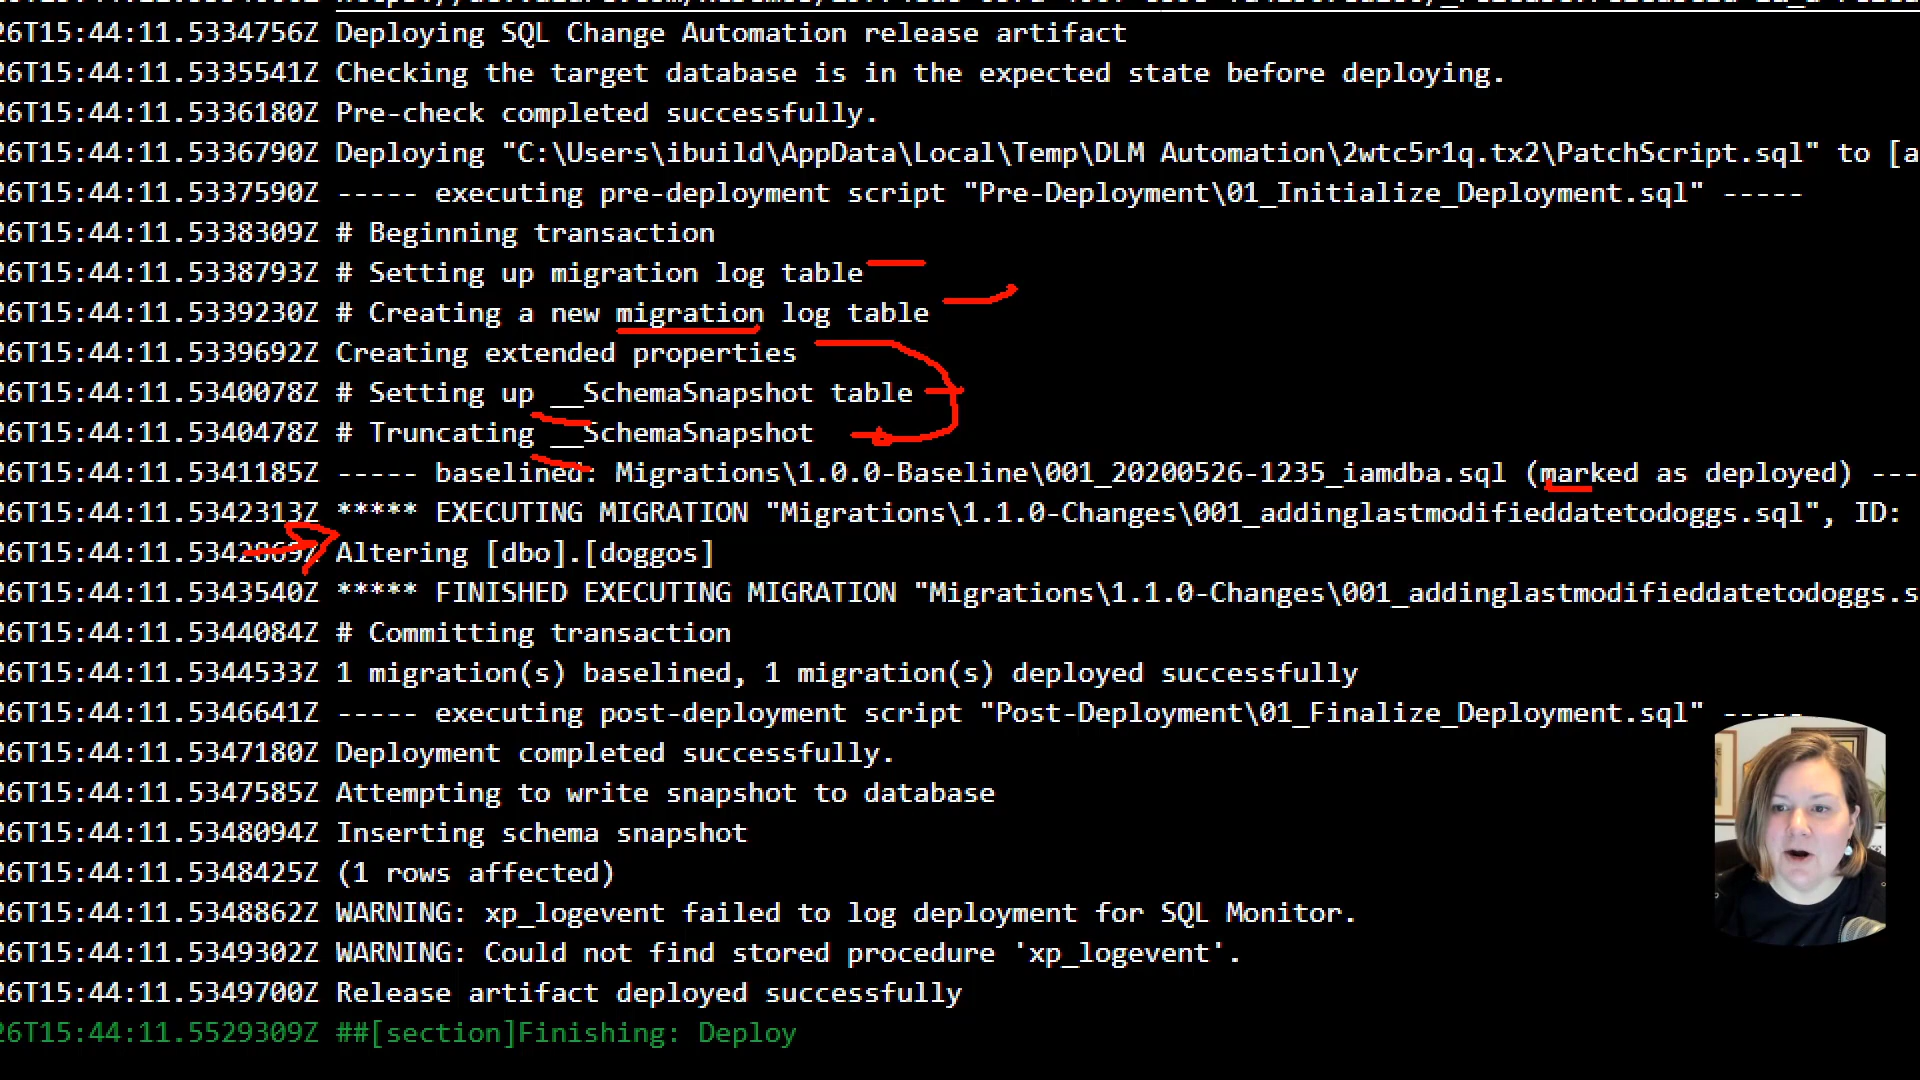 26T15:44:11.5334756Z Deploying SQL Change Automation release artifact
26T15:44:11.5335541Z Checking the target database is in the expected state before deploying.
26T15:44:11.5336180Z Pre-check completed successfully.
26T15:44:11.5336790Z Deploying "C:\Users\ibuild\AppData\Local\Temp\DLM Automation\2wtc5r1q.tx2\PatchScript.sql" to [a
26T15:44:11.5337590Z ----- executing pre-deployment script "Pre-Deployment\01_Initialize_Deployment.sql" -----
26T15:44:11.5338309Z # Beginning transaction
26T15:44:11.5338793Z # Setting up migration log table
26T15:44:11.5339230Z # Creating a new migration log table
26T15:44:11.5339692Z Creating extended properties
26T15:44:11.5340078Z # Setting up __SchemaSnapshot table
26T15:44:11.5340478Z # Truncating __SchemaSnapshot
26T15:44:11.5341185Z ----- baselined: Migrations\1.0.0-Baseline\001_20200526-1235_iamdba.sql (marked as deployed) ---
26T15:44:11.5342313Z ***** EXECUTING MIGRATION "Migrations\1.1.0-Changes\001_addinglastmodifieddatetodoggs.sql", ID:
26T15:44:11.5342869Z Altering [dbo].[doggos]
26T15:44:11.5343540Z ***** FINISHED EXECUTING MIGRATION "Migrations\1.1.0-Changes\001_addinglastmodifieddatetodoggs.s
26T15:44:11.5344084Z # Committing transaction
26T15:44:11.5344533Z 1 migration(s) baselined, 1 migration(s) deployed successfully
26T15:44:11.5346641Z ----- executing post-deployment script "Post-Deployment\01_Finalize_Deployment.sql" -----
26T15:44:11.5347180Z Deployment completed successfully.
26T15:44:11.5347585Z Attempting to write snapshot to database
26T15:44:11.5348094Z Inserting schema snapshot
26T15:44:11.5348425Z (1 rows affected)
26T15:44:11.5348862Z WARNING: xp_logevent failed to log deployment for SQL Monitor.
26T15:44:11.5349302Z WARNING: Could not find stored procedure 'xp_logevent'.
26T15:44:11.5349700Z Release artifact deployed successfully
26T15:44:11.5529309Z ##[section]Finishing: Deploy